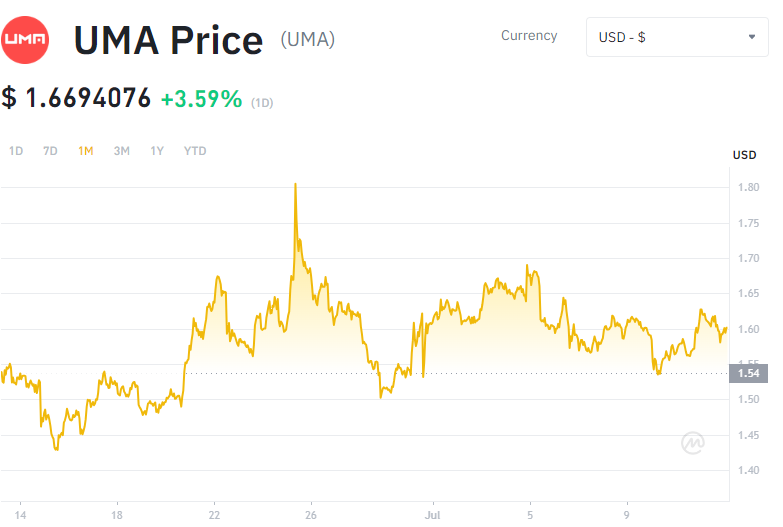 UMA
UMA Price (UMA)
Currency
USD - $
$ 1.6694076 +3.59% (1D)
1D 7D 1M 3M 1Y YTD
USD
1.80
1.75
1.70
1.65
1.60
1.55
1.54
1.50
1.45
1.40
14 18 22 26 Jul 5 9